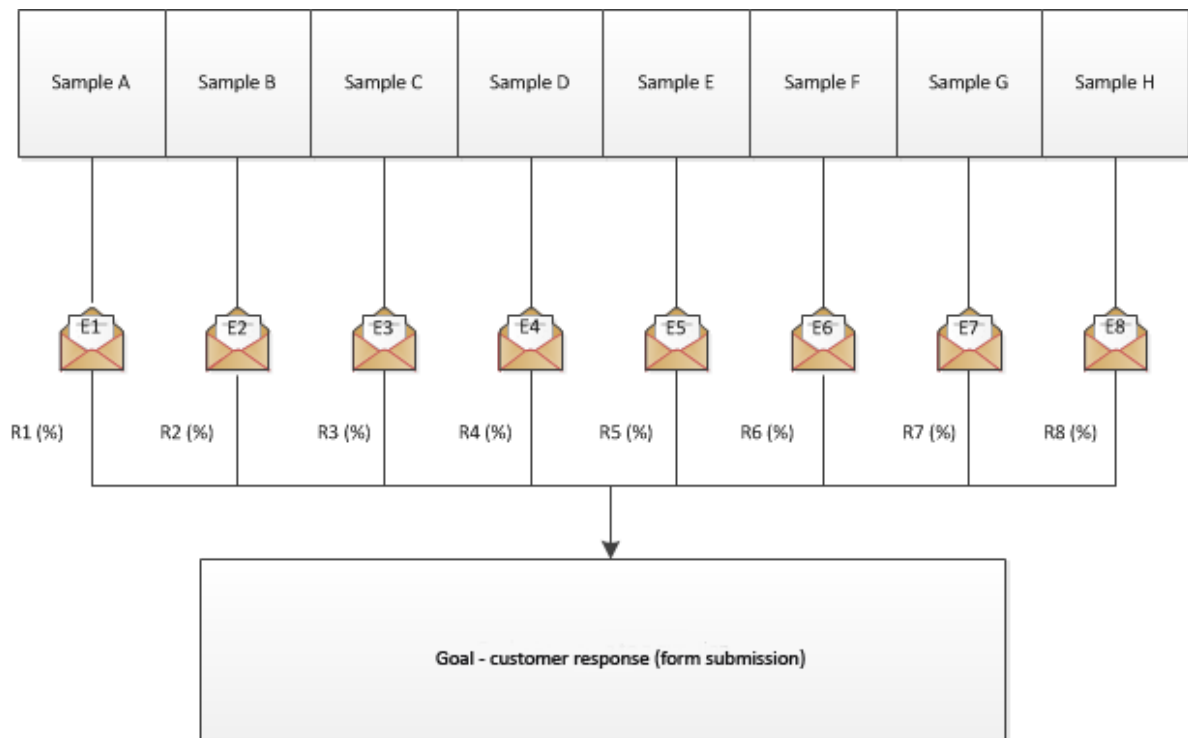 Sample A
Sample B
Sample C
Sample D
Sample E
Sample F
Sample G
Sample H
E1
E2
E3
E4
E5
E6
E7
E8
R1 (%)
R2 (%)
R3 (%)
R4 (%)
R5 (%)
R6 (%)
R7 (%)
R8 (%)
Goal - customer response (form submission)